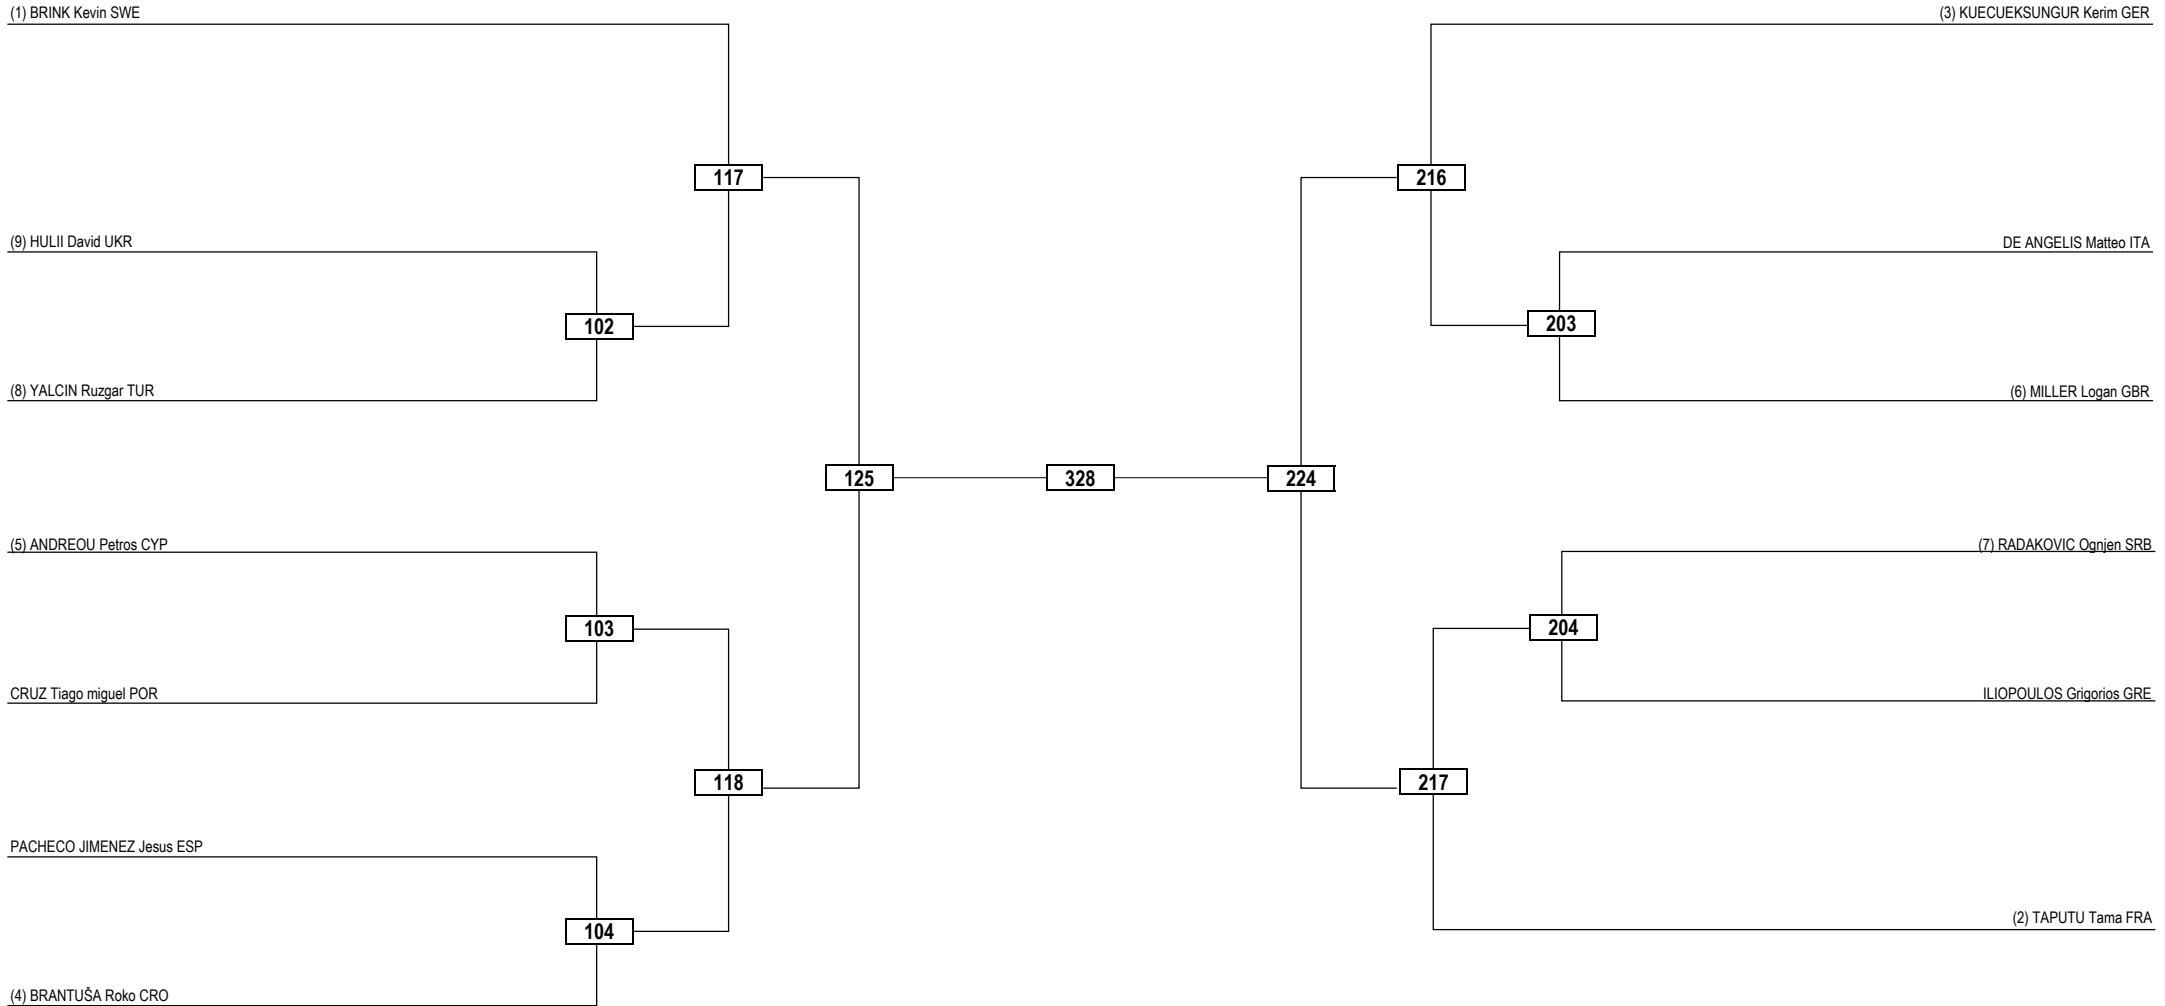 (1) BRINK Kevin SWE
(3) KUECUEKSUNGUR Kerim GER
117
216
(9) HULII David UKR
DE ANGELIS Matteo ITA
102
203
(8) YALCIN Ruzgar TUR
(6) MILLER Logan GBR
125
328
224
(5) ANDREOU Petros CYP
(7) RADAKOVIC Ognjen SRB
103
204
CRUZ Tiago miguel POR
ILIOPOULOS Grigorios GRE
118
217
PACHECO JIMENEZ Jesus ESP
(2) TAPUTU Tama FRA
104
(4) BRANTUŠA Roko CRO